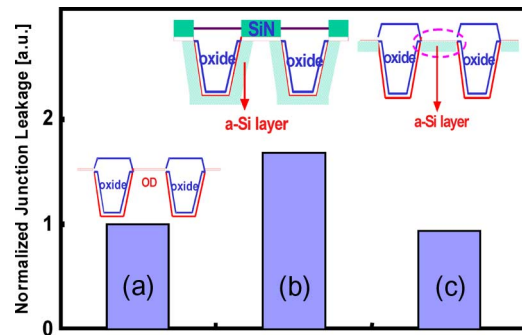 Normalized Junction Leakage [a.u.]
2
1
0
SiN
oxide
oxide
a-Si layer
oxide
oxide
a-Si layer
oxide
OD
oxide
(a)
(b)
(c)